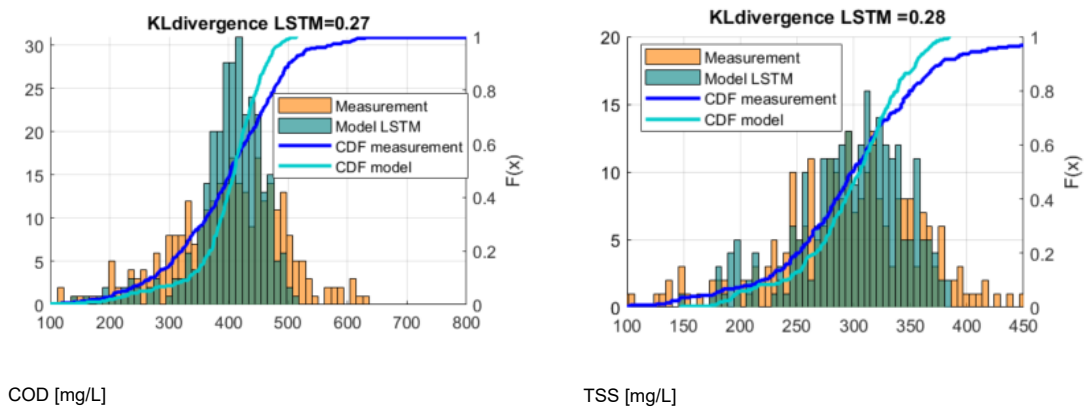 KLdivergence LSTM=0.27
30
25
20
15
10
5
0
1
0.8
0.6
0.4
0.2
0
F(x)
Measurement
Model LSTM
CDF measurement
CDF model
100 200 300 400 500 600 700 800
COD [mg/L]
KLdivergence LSTM =0.28
20
15
10
5
0
1
0.8
0.6
0.4
0.2
0
F(x)
Measurement
Model LSTM
CDF measurement
CDF model
100 150 200 250 300 350 400 450
TSS [mg/L]